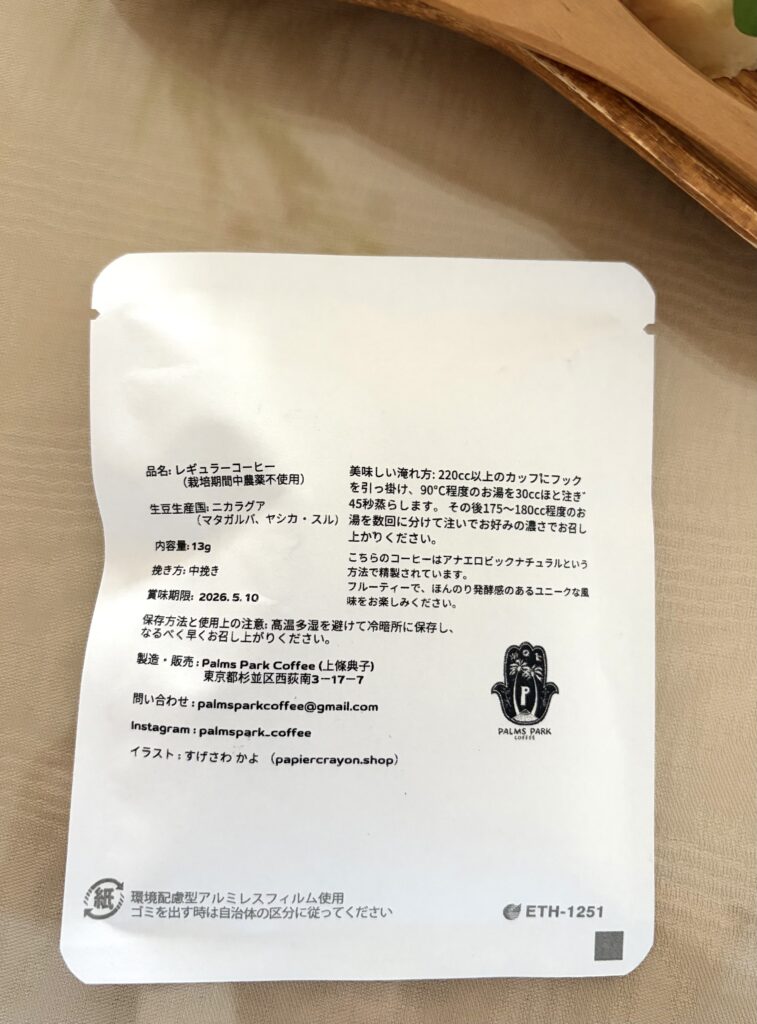 品名: レギュラーコーヒー
（栽培期間中農薬不使用）
生豆生産国: ニカラグア
（マタガルパ、ヤシカ・スル）
内容量: 13g
挽き方: 中挽き
賞味期限: 2026. 5. 10
保存方法と使用上の注意: 高温多湿を避けて冷暗所に保存し、
なるべく早くお召し上がりください。
製造・販売 : Palms Park Coffee (上條典子)
東京都杉並区西荻南3−17−7
問い合わせ : palmsparkcoffee@gmail.com
Instagram : palmspark_coffee
イラスト : すげさわ かよ （papiercrayon.shop）
美味しい淹れ方: 220cc以上のカップにフック
を引っ掛け、90℃程度のお湯を30ccほど注ぎ
45秒蒸らします。 その後175〜180cc程度のお
湯を数回に分けて注いでお好みの濃さでお召し
上がりください。
こちらのコーヒーはアナエロビックナチュラルという
方法で精製されています。
フルーティーで、ほんのり発酵感のあるユニークな風
味をお楽しみください。
P
PALMS PARK
COFFEE
紙
環境配慮型アルミレスフィルム使用
ゴミを出す時は自治体の区分に従ってください
ETH-1251